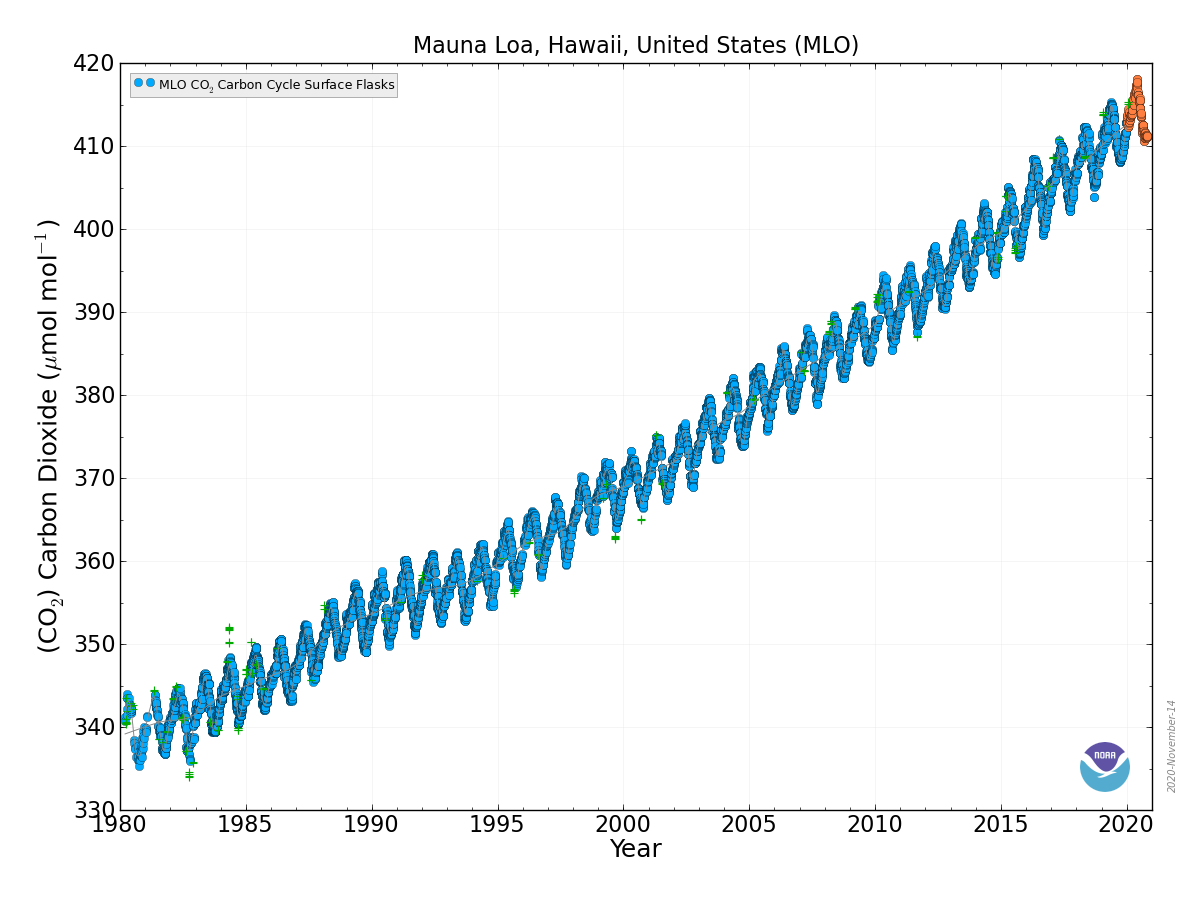 Mauna Loa, Hawaii, United States (MLO)
420
MLO CO₂ Carbon Cycle Surface Flasks
410
400
390
380
370
360
350
340
330
(CO₂) Carbon Dioxide (μmol mol⁻¹)
1980 1985 1990 1995 2000 2005 2010 2015 2020
Year
NOAA
2020-November-14